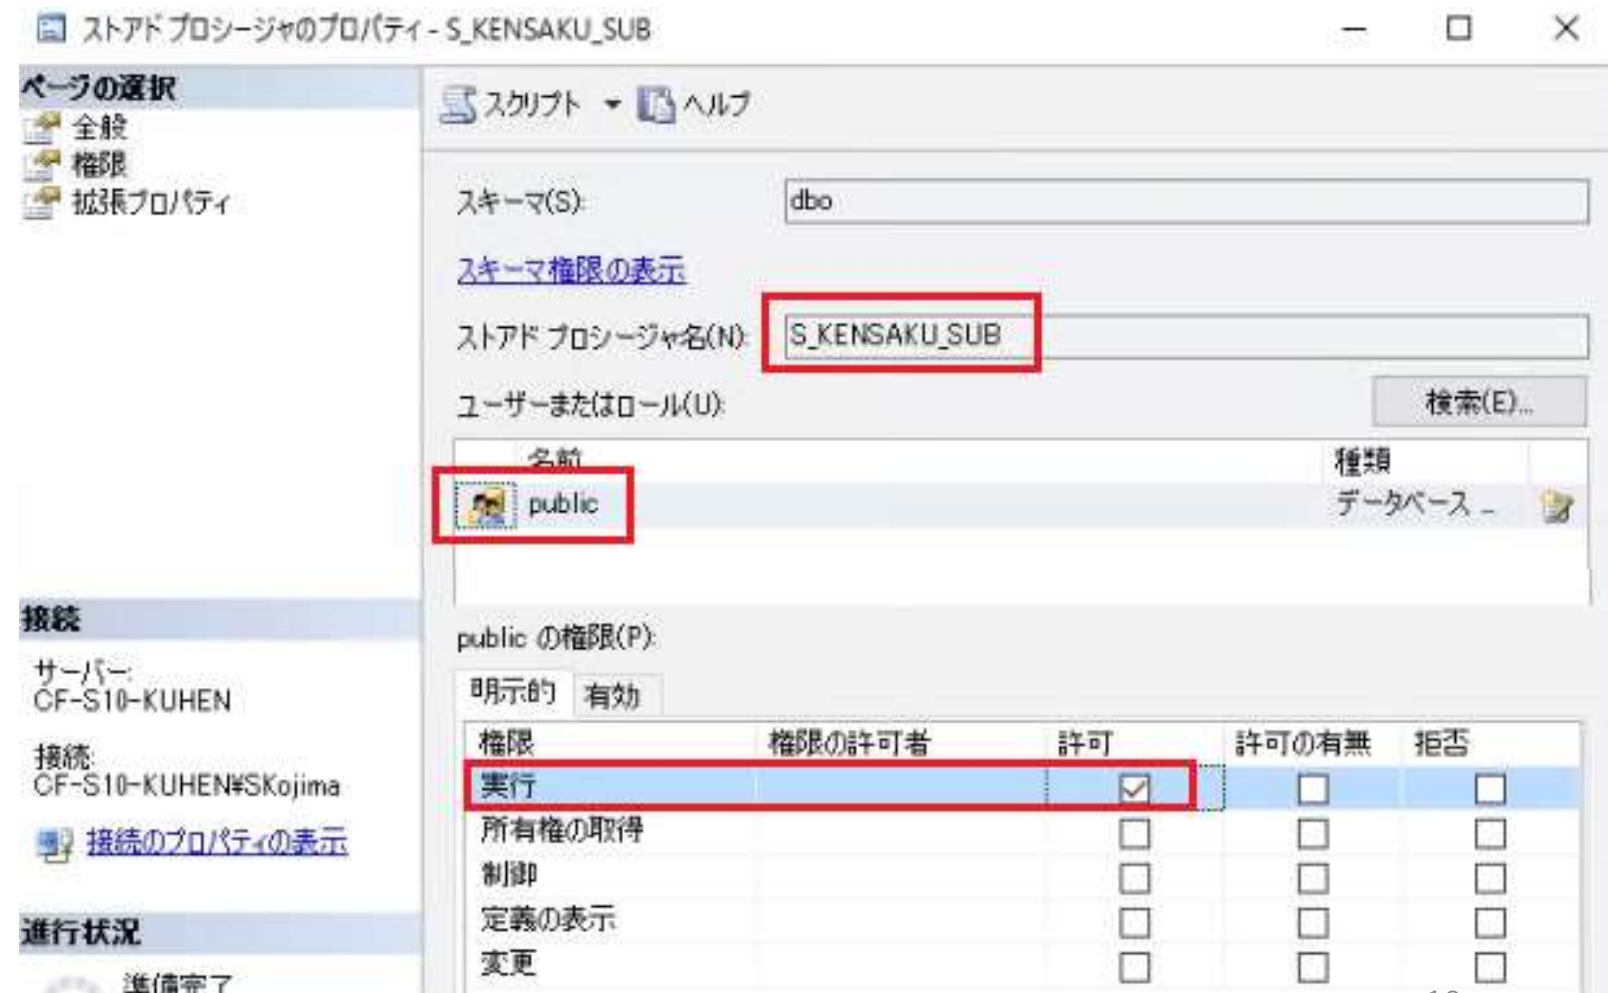 ストアド プロシージャのプロパティ - S_KENSAKU_SUB
ページの選択
全般
権限
拡張プロパティ
スクリプト
ヘルプ
スキーマ(S):
dbo
スキーマ権限の表示
ストアド プロシージャ名(N):
S_KENSAKU_SUB
ユーザーまたはロール(U):
検索(E)...
名前 種類
public データベース ...
接続
サーバー:
CF-S10-KUHEN
接続:
CF-S10-KUHEN¥SKojima
接続のプロパティの表示
進行状況
準備完了
public の権限(P):
明示的 有効
権限 権限の許可者 許可 許可の有無 拒否
実行
所有権の取得
制御
定義の表示
変更